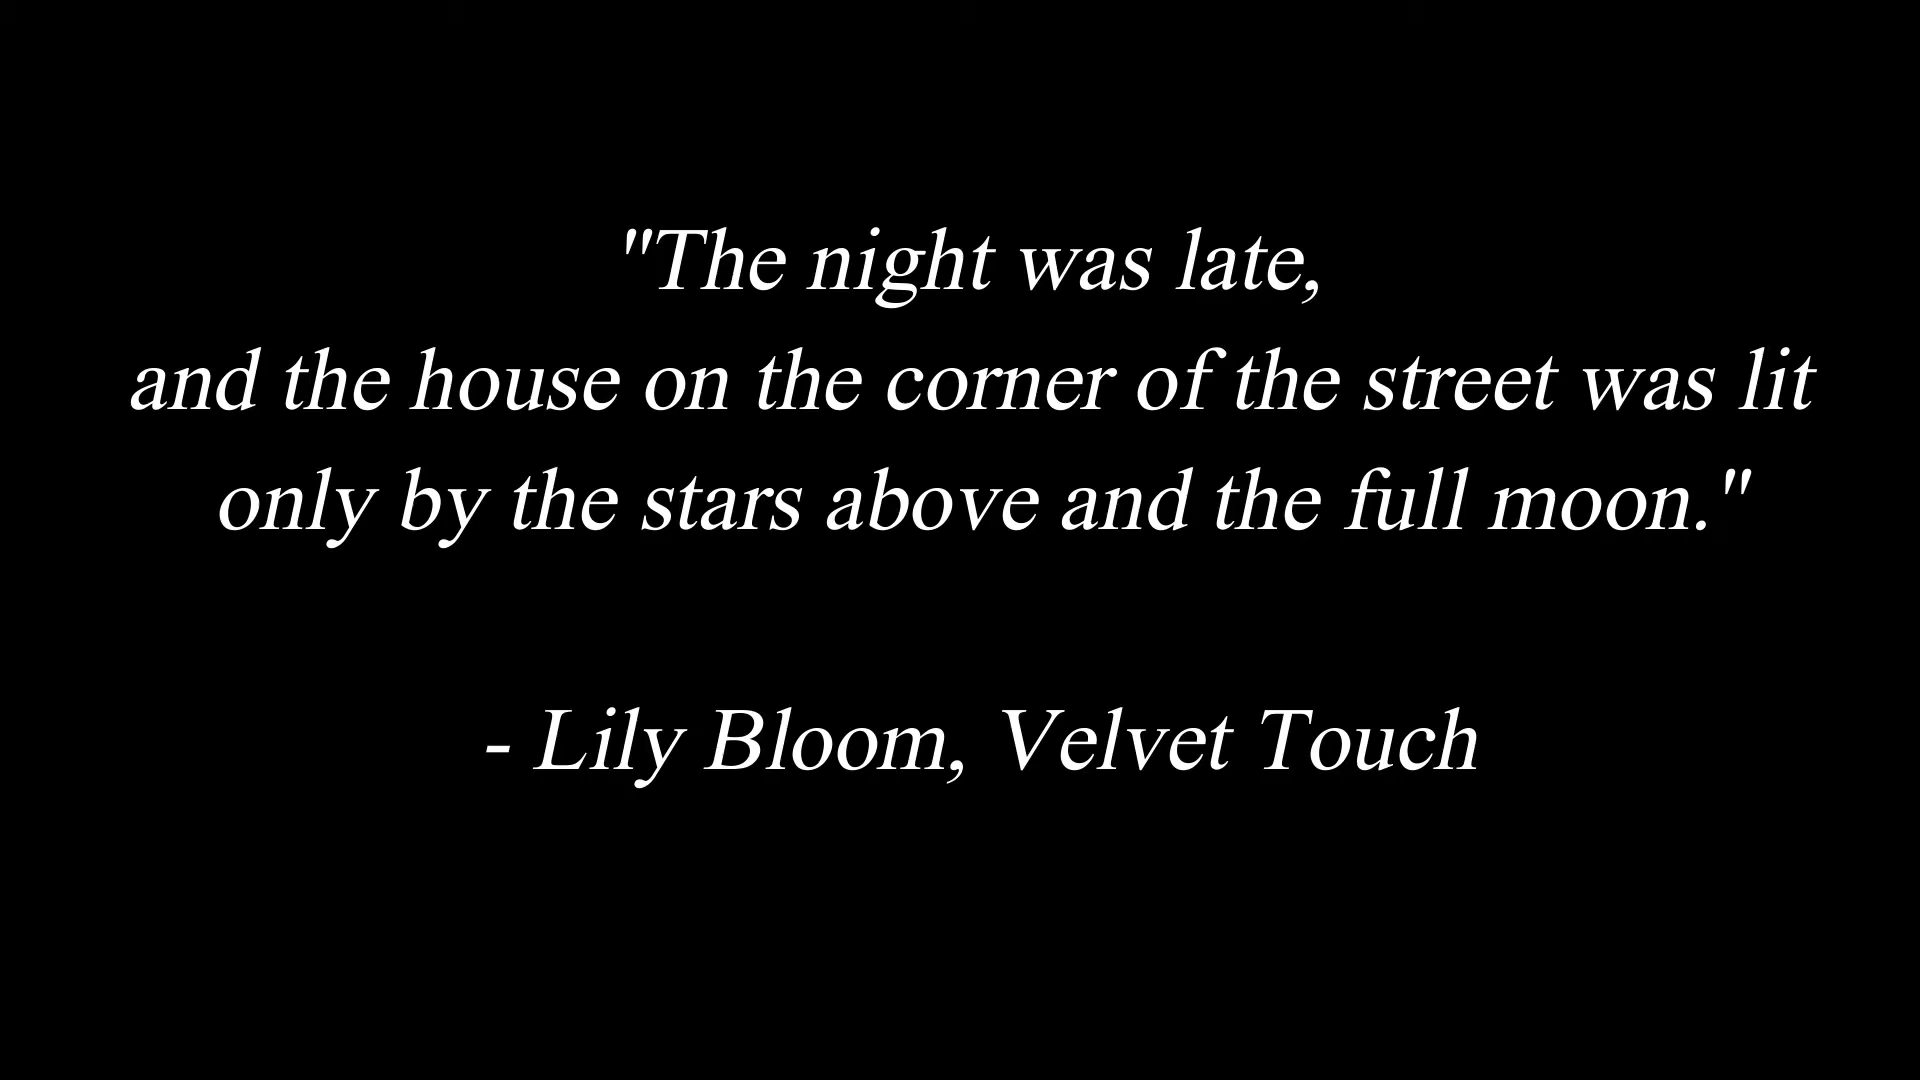 "The night was late,
and the house on the corner of the street was lit
only by the stars above and the full moon."
- Lily Bloom, Velvet Touch